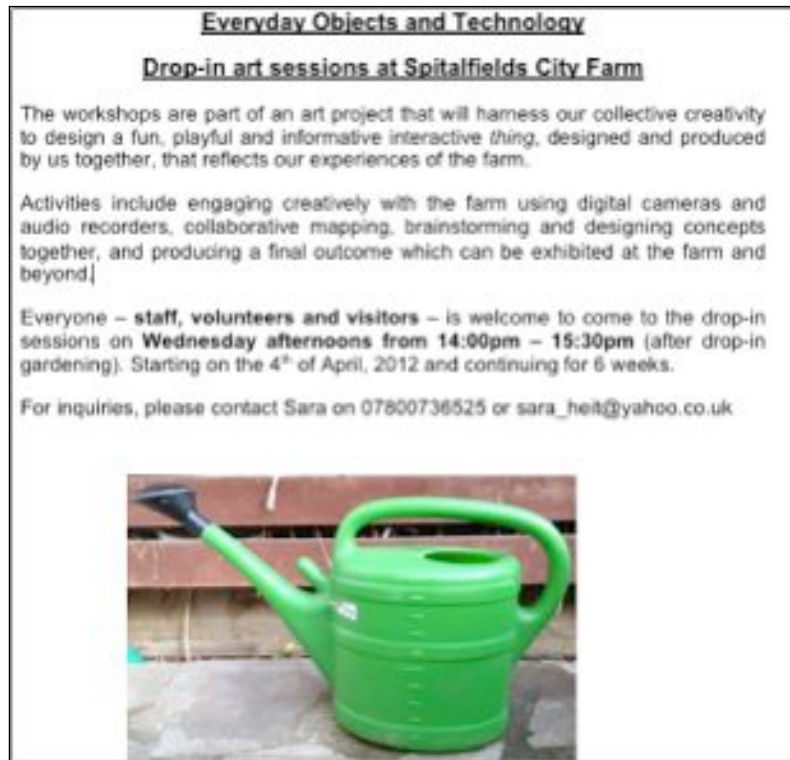 Everyday Objects and Technology
Drop-in art sessions at Spitalfields City Farm
The workshops are part of an art project that will harness our collective creativity
to design a fun, playful and informative interactive thing, designed and produced
by us together, that reflects our experiences of the farm.
Activities include engaging creatively with the farm using digital cameras and
audio recorders, collaborative mapping, brainstorming and designing concepts
together, and producing a final outcome which can be exhibited at the farm and
beyond.
Everyone – staff, volunteers and visitors – is welcome to come to the drop-in
sessions on Wednesday afternoons from 14:00pm – 15:30pm (after drop-in
gardening). Starting on the 4th of April, 2012 and continuing for 6 weeks.
For inquiries, please contact Sara on 07800736525 or sara_heit@yahoo.co.uk